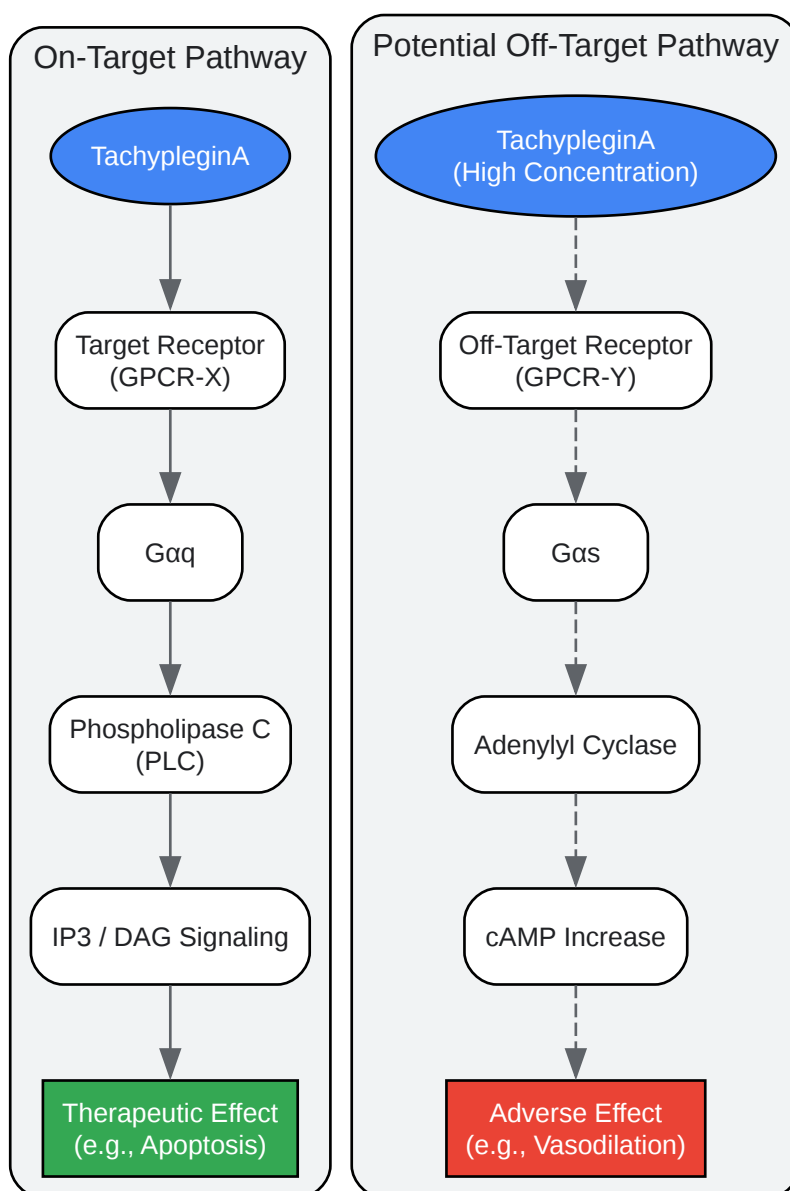 On-Target Pathway
TachypleginA
Target Receptor
(GPCR-X)
Gαq
Phospholipase C
(PLC)
IP3 / DAG Signaling
Therapeutic Effect
(e.g., Apoptosis)
Potential Off-Target Pathway
TachypleginA
(High Concentration)
Off-Target Receptor
(GPCR-Y)
Gαs
Adenylyl Cyclase
cAMP Increase
Adverse Effect
(e.g., Vasodilation)